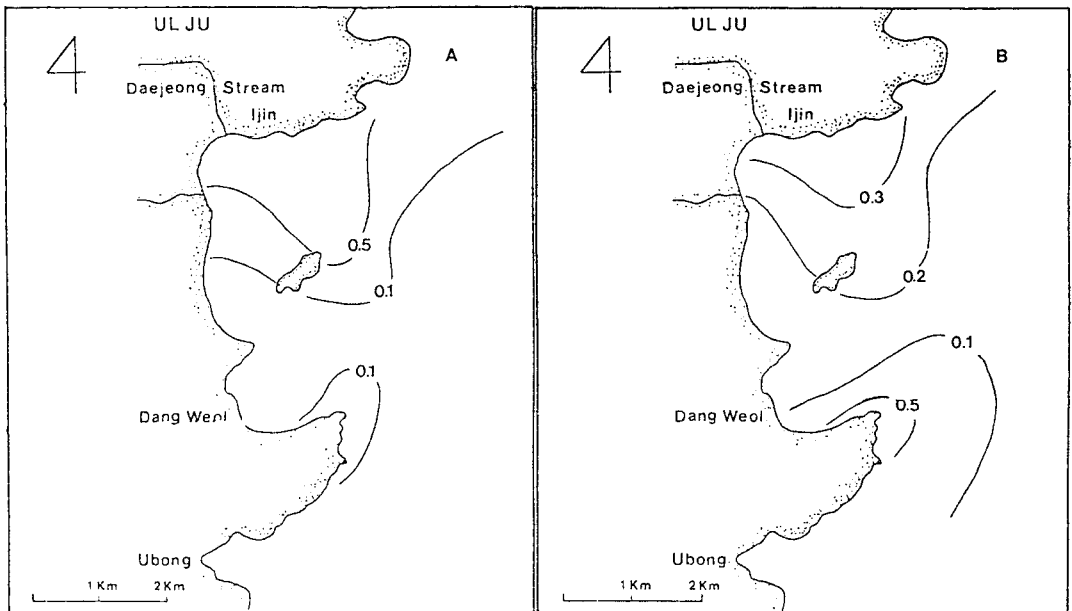 UL JU
A
4
Daejeong Stream
Ijin
0.5
0.1
0.1
Dang Weol
Ubong
1 Km 2 Km
UL JU
B
4
Daejeong Stream
Ijin
0.3
0.2
0.1
0.5
Dang Weol
Ubong
1 Km 2 Km